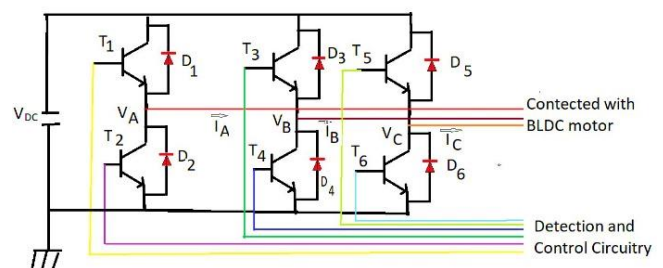 T1
D1
T3
D3
T5
D5
VDC
VA
IA
VB
IB
VC
IC
Contected with
BLDC motor
T2
D2
T4
D4
T6
D6
Detection and
Control Circuitry